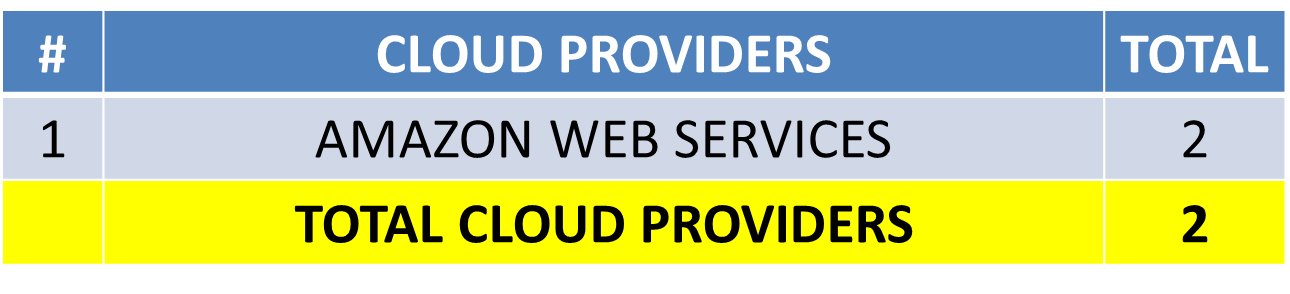 # CLOUD PROVIDERS TOTAL
1 AMAZON WEB SERVICES 2
TOTAL CLOUD PROVIDERS 2